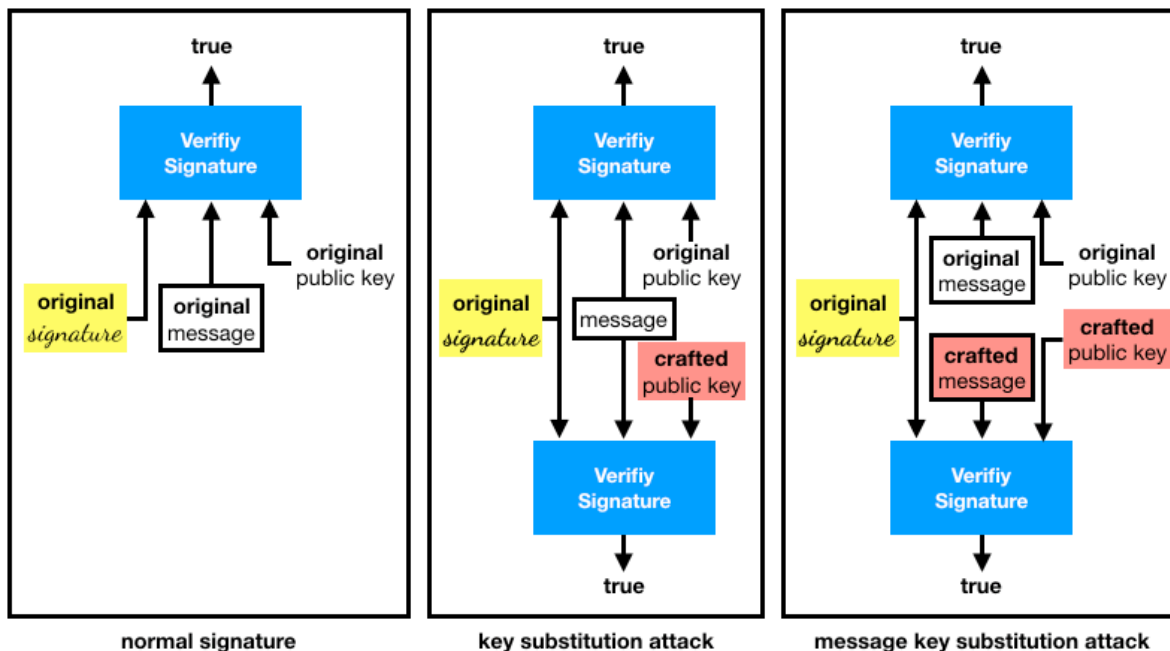 true
Verifiy
Signature
original
public key
original
signature
original
message
normal signature
true
Verifiy
Signature
original
public key
original
signature
message
crafted
public key
Verifiy
Signature
true
key substitution attack
true
Verifiy
Signature
original
message
original
public key
original
signature
crafted
message
crafted
public key
Verifiy
Signature
true
message key substitution attack